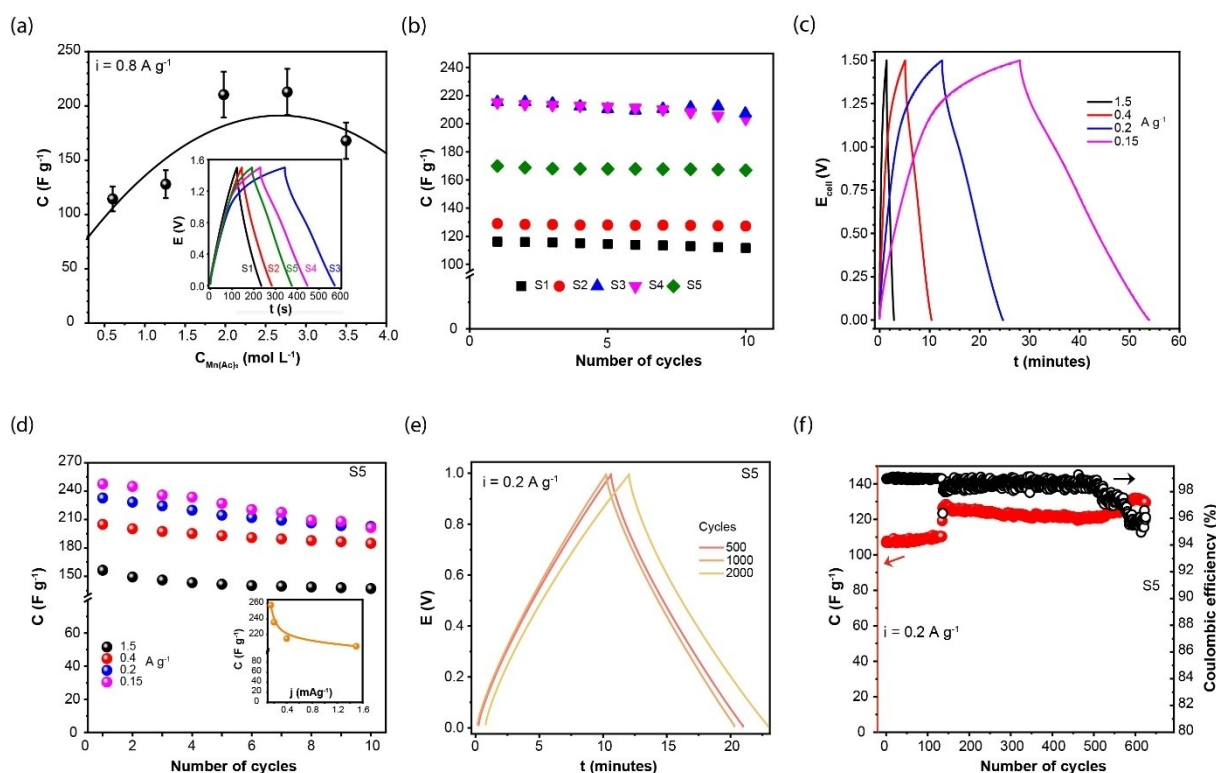 (a)
C (F g⁻¹)
250
200
150
100
50
0
i = 0.8 A g⁻¹
E (V)
1.6
1.2
0.8
0.4
0.0
S1 S2 S5 S4 S3
0 100 200 300 400 500 600
t (s)
0.5 1.0 1.5 2.0 2.5 3.0 3.5 4.0
C Mn(Ac)₂ (mol L⁻¹)
(b)
C (F g⁻¹)
240
220
200
180
160
140
120
100
0
S1 S2 S3 S4 S5
0 5 10
Number of cycles
(c)
E cell (V)
1.50
1.25
1.00
0.75
0.50
0.25
0.00
1.5
0.4
0.2
0.15
A g⁻¹
0 10 20 30 40 50 60
t (minutes)
(d)
S5
C (F g⁻¹)
270
240
210
180
150
60
40
20
0
1.5
0.4
0.2
0.15
A g⁻¹
C (F g⁻¹)
260
240
220
80
60
40
20
0
0.4 0.8 1.2 1.6
j (mAg⁻¹)
0 2 4 6 8 10
Number of cycles
(e)
S5
i = 0.2 A g⁻¹
E (V)
1.0
0.8
0.6
0.4
0.2
0.0
Cycles
500
1000
2000
0 5 10 15 20
t (minutes)
(f)
C (F g⁻¹)
140
120
100
80
60
40
20
0
S5
i = 0.2 A g⁻¹
98
96
94
92
90
88
86
84
82
80
Coulombic efficiency (%)
0 100 200 300 400 500 600
Number of cycles